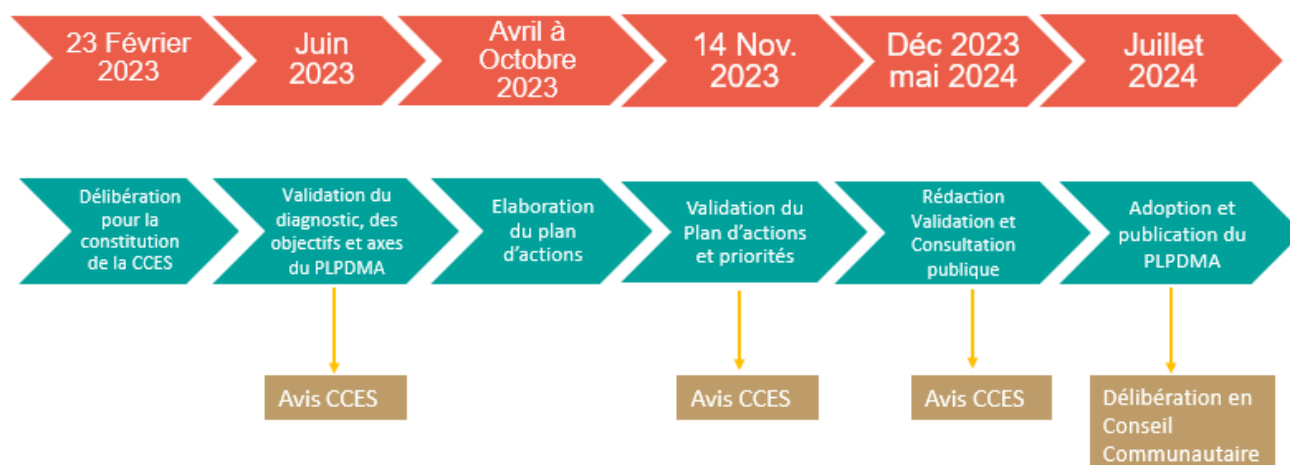 23 Février
2023
Juin
2023
Avril à
Octobre
2023
14 Nov.
2023
Déc 2023
mai 2024
Juillet
2024
Délibération
pour la
constitution
de la CCES
Validation du
diagnostic, des
objectifs et axes
du PLPDMA
Elaboration
du plan
d'actions
Validation du
Plan d'actions
et priorités
Rédaction
Validation et
Consultation
publique
Adoption et
publication du
PLPDMA
Avis CCES
Avis CCES
Avis CCES
Délibération en
Conseil
Communautaire